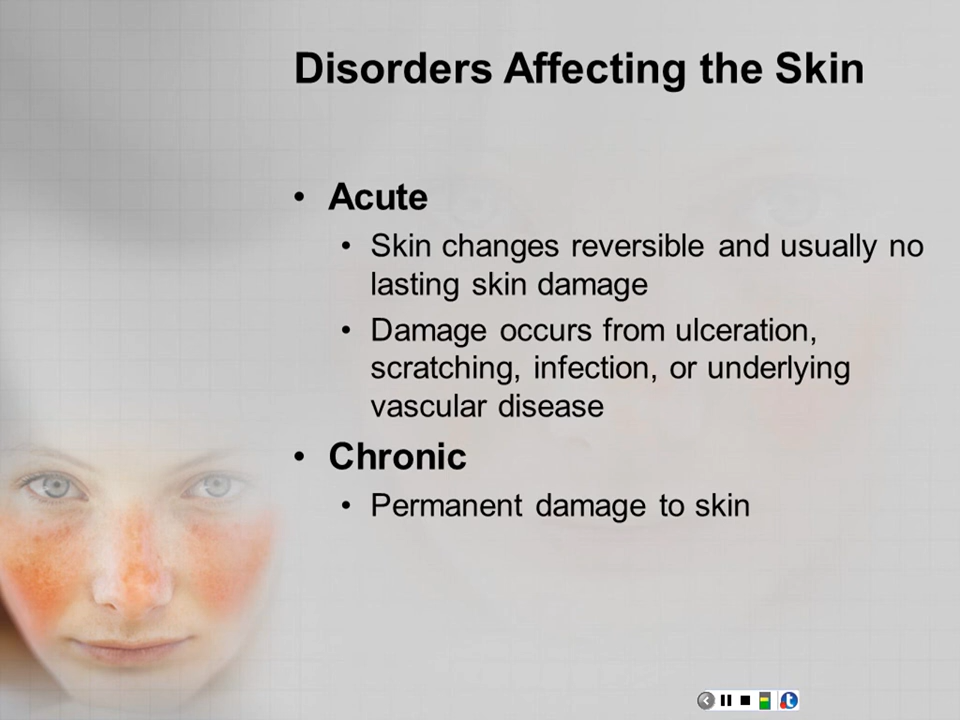 Disorders Affecting the Skin
• Acute
• Skin changes reversible and usually no
lasting skin damage
• Damage occurs from ulceration,
scratching, infection, or underlying
vascular disease
• Chronic
• Permanent damage to skin
t